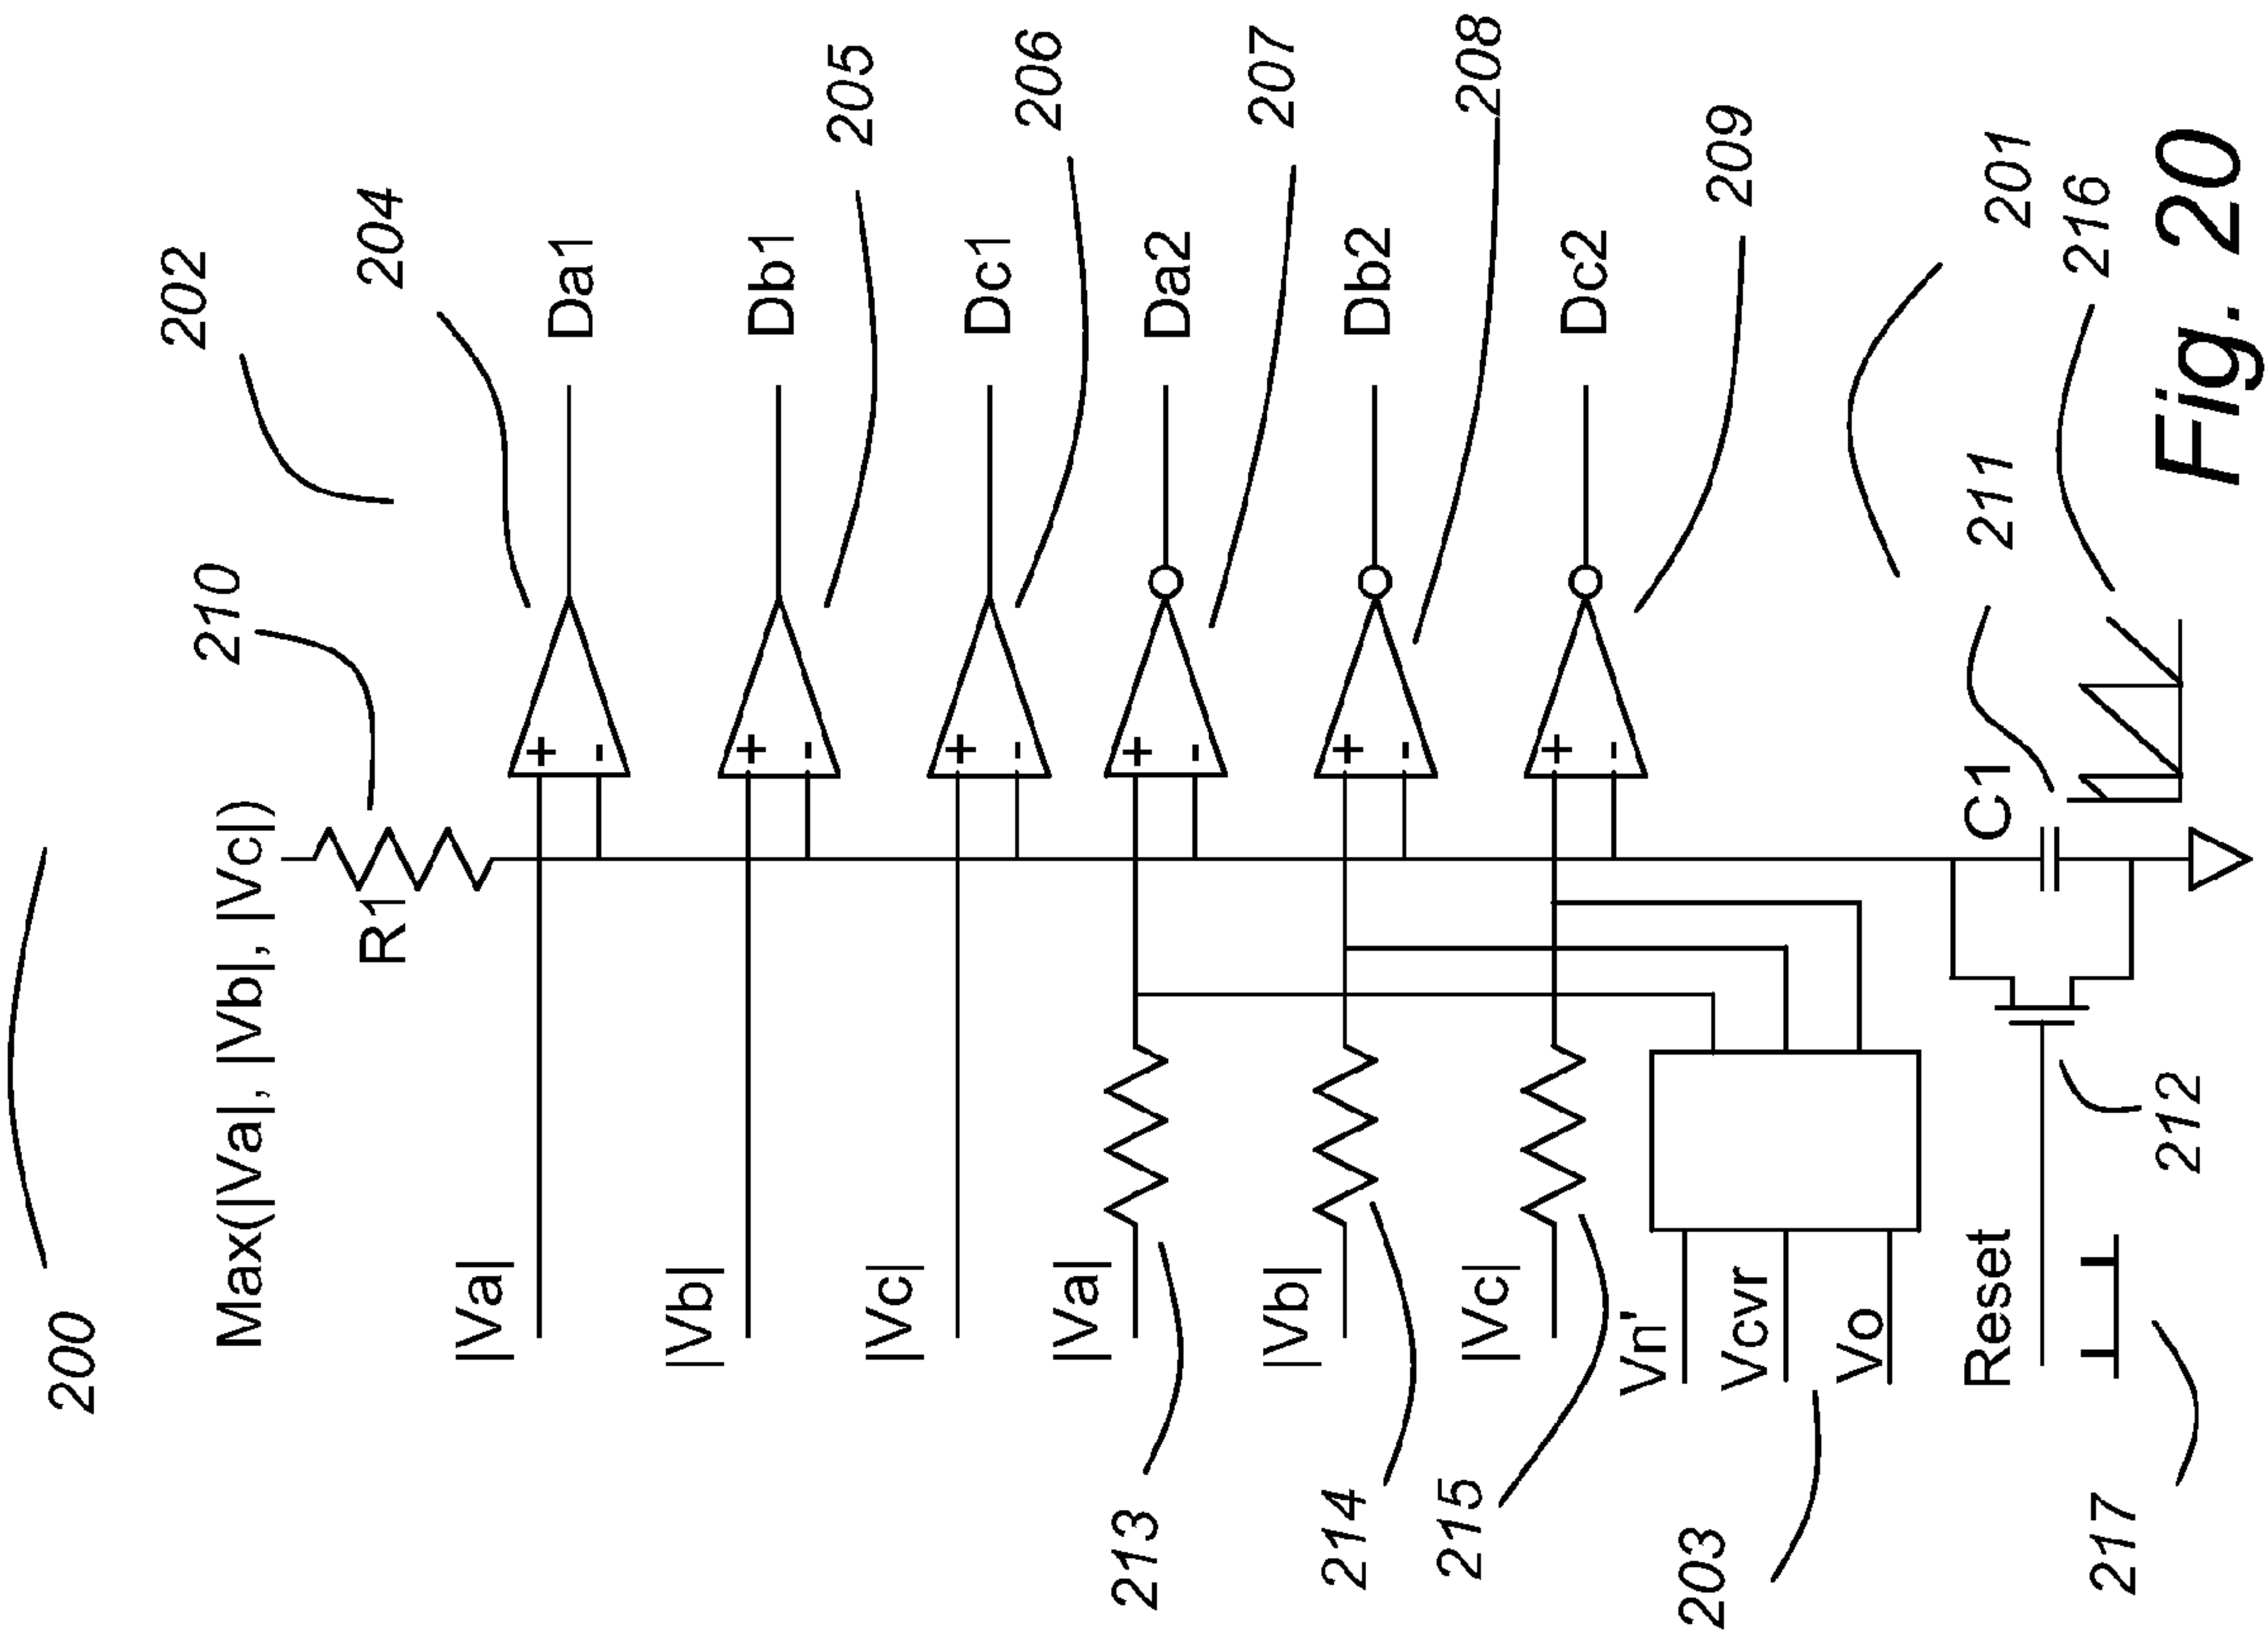 200
202
204
205
206
207
208
209
201
216
211
210
Max(|Va|, |Vb|, |Vc|)
R1
|Va|
+
-
Da1
|Vb|
+
-
Db1
|Vc|
+
-
Dc1
|Va|
+
-
Da2
|Vb|
+
-
Db2
|Vc|
+
-
Dc2
Vn'
Vcvr
Vo
C1
Reset
212
213
214
215
203
217
Fig. 20